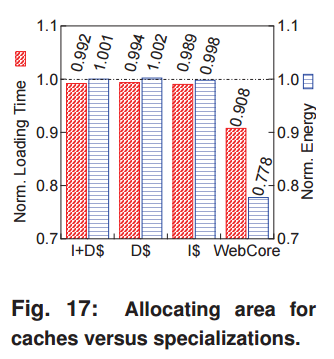 1.1 1.1
0.992 1.001 0.994 1.002 0.989 0.998
1.0 1.0
0.908
0.9 0.9
0.778
0.8 0.8
0.7 0.7
Norm. Loading Time
Norm. Energy
I+D$ D$ I$ WebCore
Fig. 17: Allocating area for
caches versus specializations.